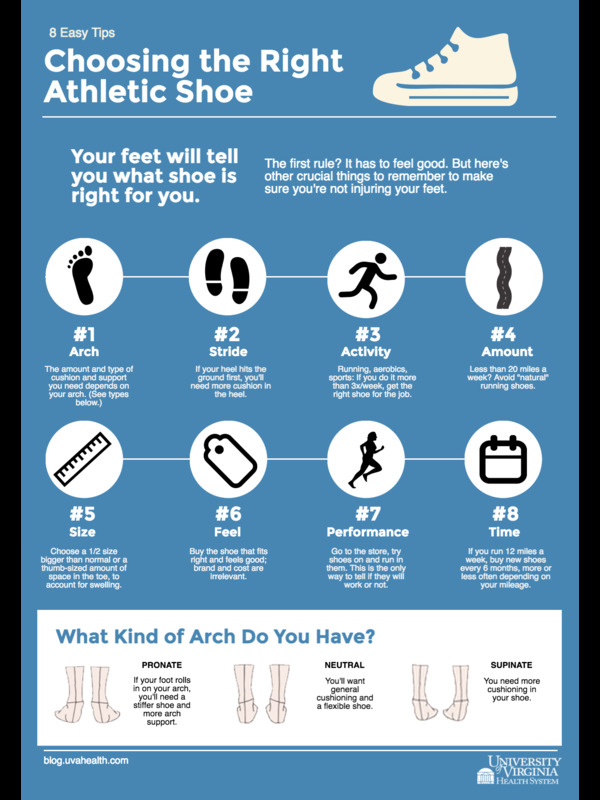 8 Easy Tips
Choosing the Right
Athletic Shoe
Your feet will tell
you what shoe is
right for you.
The first rule? It has to feel good. But here's
other crucial things to remember to make
sure you're not injuring your feet.
#1
Arch
The amount and type of
cushion and support
you need depends on
your arch. (See types
below.)
#2
Stride
If your heel hits the
ground first, you'll
need more cushion in
the heel.
#3
Activity
Running, aerobics,
sports: If you do it more
than 3x/week, get the
right shoe for the job.
#4
Amount
Less than 20 miles a
week? Avoid "natural"
running shoes.
#5
Size
Choose a 1/2 size
bigger than normal or a
thumb-sized amount of
space in the toe, to
account for swelling.
#6
Feel
Buy the shoe that fits
right and feels good;
brand and cost are
irrelevant.
#7
Performance
Go to the store, try
shoes on and run in
them. This is the only
way to tell if they will
work or not.
#8
Time
If you run 12 miles a
week, buy new shoes
every 6 months, more or
less often depending on
your mileage.
What Kind of Arch Do You Have?
PRONATE
If your foot rolls
in on your arch,
you'll need a
stiffer shoe and
more arch
support.
NEUTRAL
You'll want
general
cushioning and
a flexible shoe.
SUPINATE
You need more
cushioning in
your shoe.
blog.uvahealth.com
UNIVERSITY
of VIRGINIA
HEALTH SYSTEM